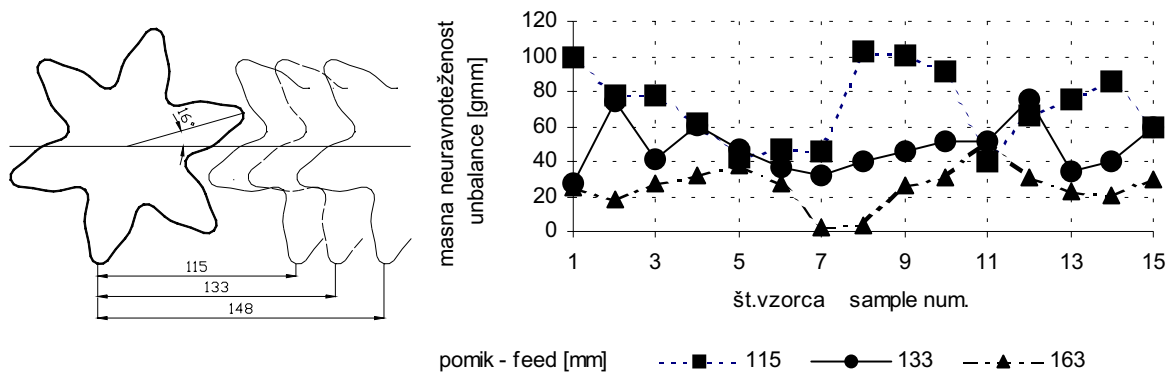 16°
115
133
148
masna neuravnoteženost
unbalance [gmm]
120
100
80
60
40
20
0
1 3 5 7 9 11 13 15
št.vzorca sample num.
pomik - feed [mm] 115 133 163